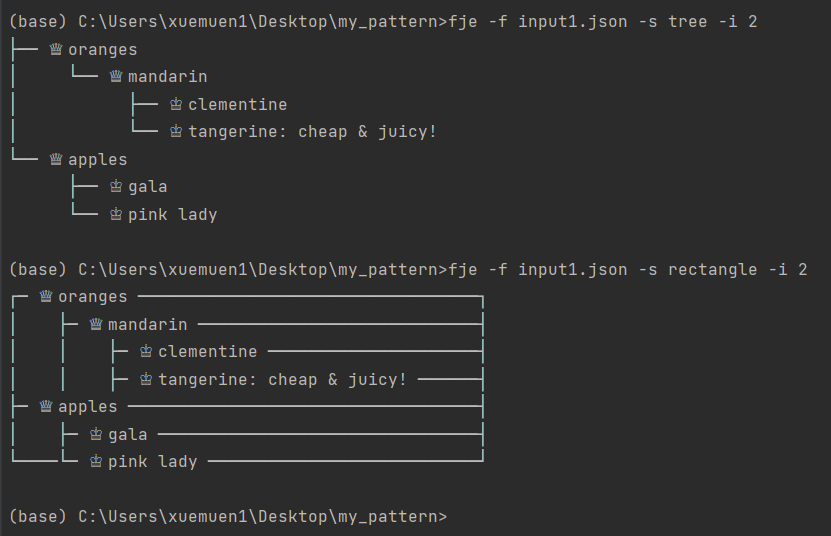 (base) C:\Users\xuemuen1\Desktop\my_pattern>fje -f input1.json -s tree -i 2
├── ♕oranges
│     └── ♕mandarin
│           ├── ♔clementine
│           └── ♔tangerine: cheap & juicy!
└── ♕apples
      ├── ♔gala
      └── ♔pink lady
(base) C:\Users\xuemuen1\Desktop\my_pattern>fje -f input1.json -s rectangle -i 2
┌─ ♕oranges ───────────────────────────────────┐
│    ├─ ♕mandarin ─────────────────────────────┤
│    │    ├─ ♔clementine ──────────────────────┤
│    │    ├─ ♔tangerine: cheap & juicy! ───────┤
├─ ♕apples ────────────────────────────────────┤
│    ├─ ♔gala ─────────────────────────────────┤
└────└─ ♔pink lady ────────────────────────────┘
(base) C:\Users\xuemuen1\Desktop\my_pattern>